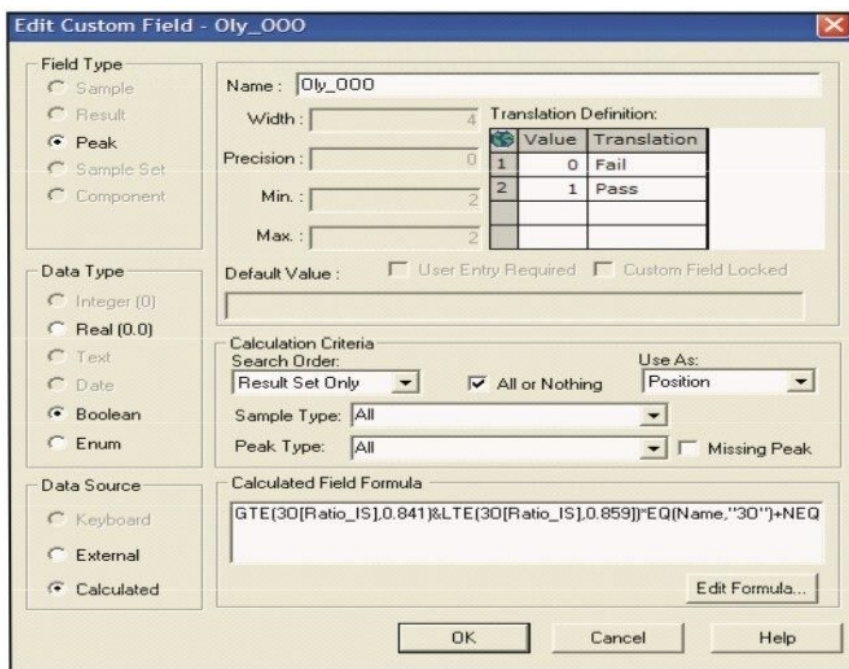 Edit Custom Field - Oly_OOO
Field Type
Sample
Result
Peak
Sample Set
Component
Name : Oly_OOO
Width : 4
Precision : 0
Min. : 2
Max. : 2
Translation Definition:
Value Translation
1 0 Fail
2 1 Pass
Default Value : User Entry Required Custom Field Locked
Data Type
Integer (0)
Real (0.0)
Text
Date
Boolean
Enum
Calculation Criteria
Search Order: Use As:
Result Set Only All or Nothing Position
Sample Type: All
Peak Type: All Missing Peak
Data Source
Keyboard
External
Calculated
Calculated Field Formula
GTE(3O[Ratio_IS],0.841)&LTE(3O[Ratio_IS],0.859])*EQ(Name,"3O")+NEQ
Edit Formula...
OK Cancel Help